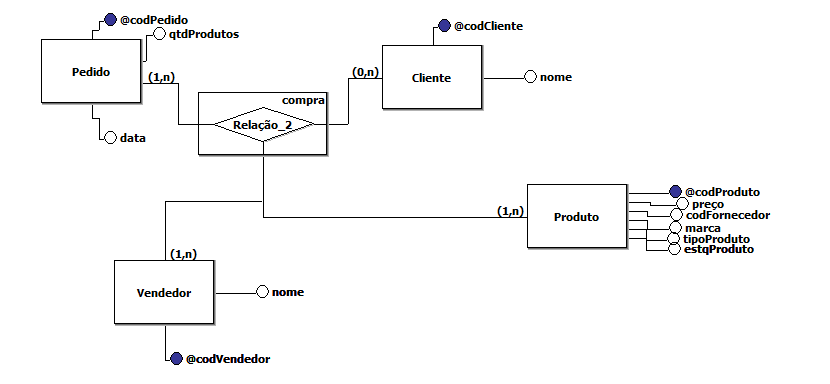 @codPedido
qtdProdutos
Pedido
(1,n)
data
@codCliente
(0,n)
Cliente
nome
compra
Relação_2
(1,n)
Produto
@codProduto
preço
codFornecedor
marca
tipoProduto
estqProduto
(1,n)
Vendedor
nome
@codVendedor